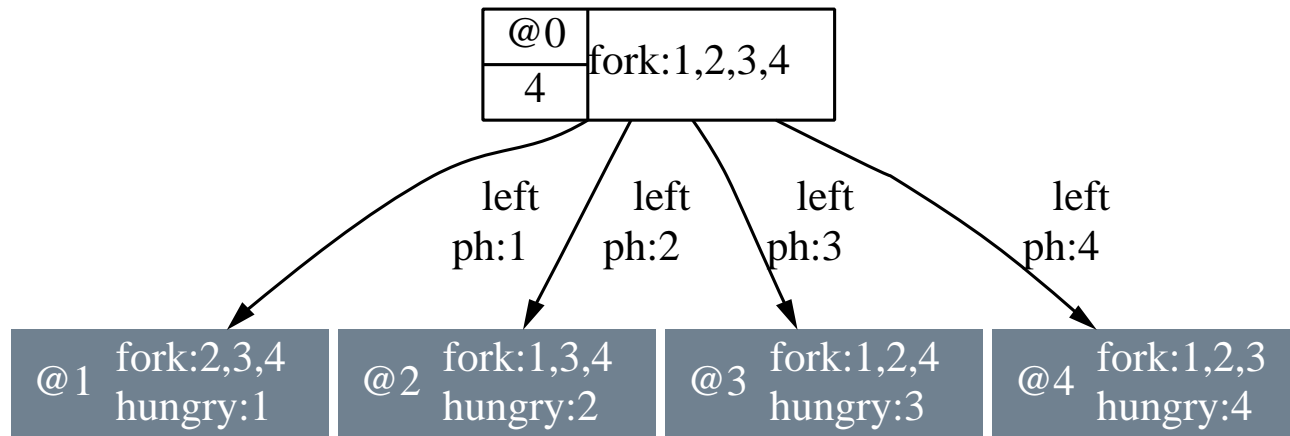 @0
4
fork:1,2,3,4
left
ph:1
left
ph:2
left
ph:3
left
ph:4
@1
fork:2,3,4
hungry:1
@2
fork:1,3,4
hungry:2
@3
fork:1,2,4
hungry:3
@4
fork:1,2,3
hungry:4